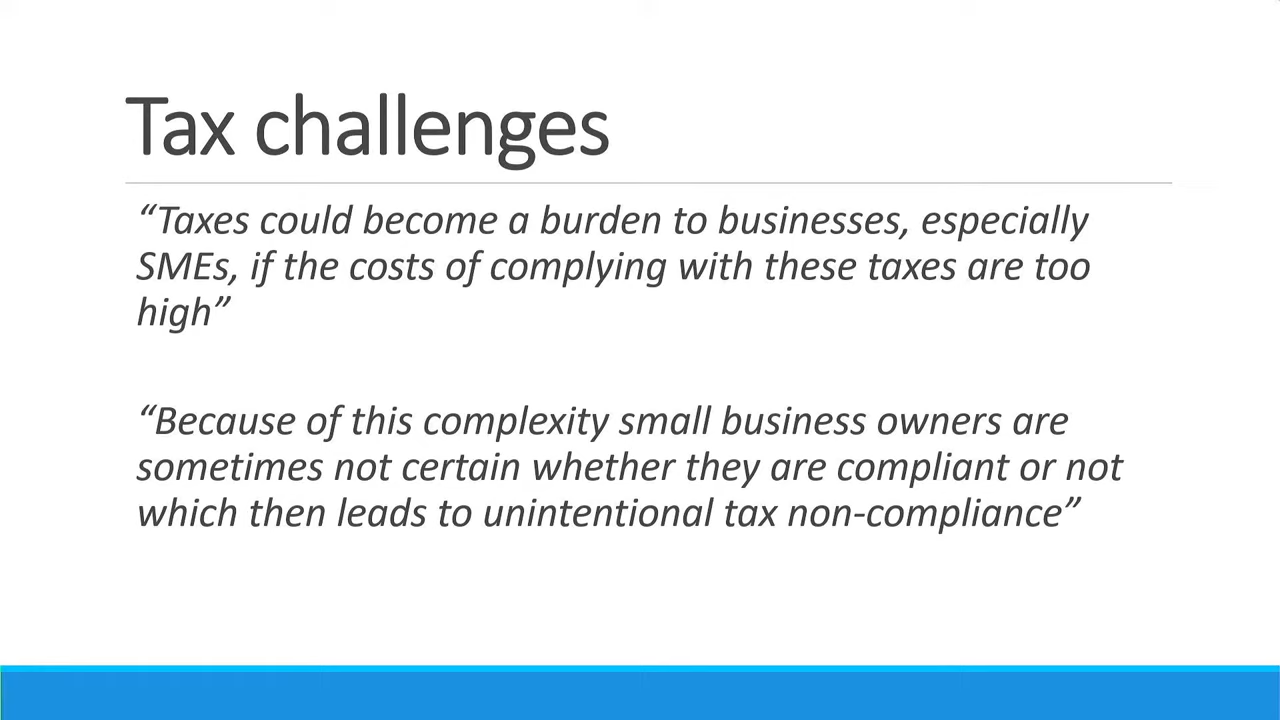 Tax challenges
“Taxes could become a burden to businesses, especially
SMEs, if the costs of complying with these taxes are too
high”
“Because of this complexity small business owners are
sometimes not certain whether they are compliant or not
which then leads to unintentional tax non-compliance”